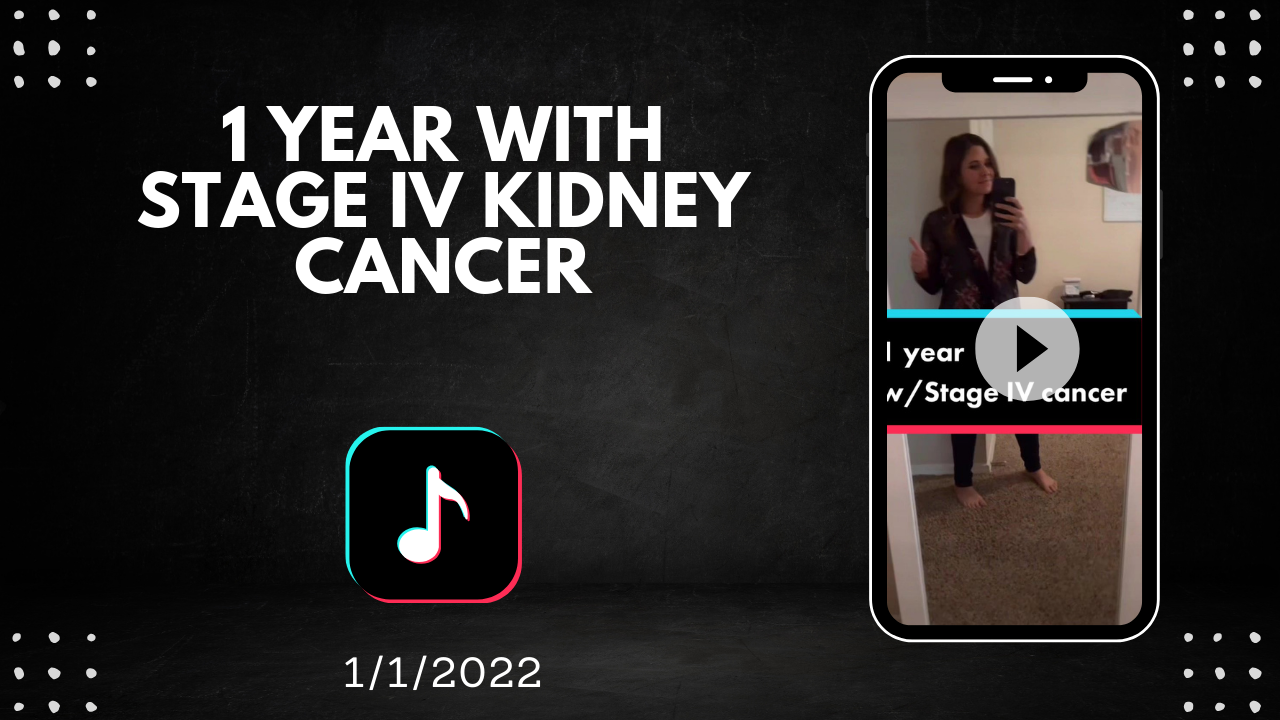 1 YEAR WITH
STAGE IV KIDNEY
CANCER
1/1/2022
1 year
w/Stage IV cancer